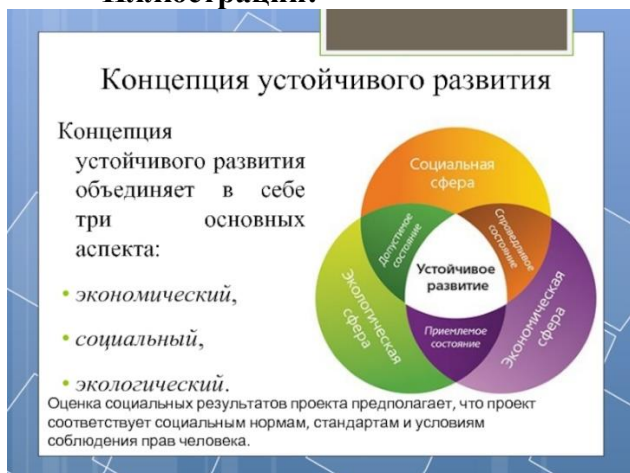 Иллюстрации:
Концепция устойчивого развития
Концепция
устойчивого развития
объединяет в себе
три основных
аспекта:
• экономический,
• социальный,
• экологический.
Социальная
сфера
Допустимое
состояние
Справедливое
состояние
Устойчивое
развитие
Экологическая
сфера
Приемлемое
состояние
Экономическая
сфера
Оценка социальных результатов проекта предполагает, что проект
соответствует социальным нормам, стандартам и условиям
соблюдения прав человека.